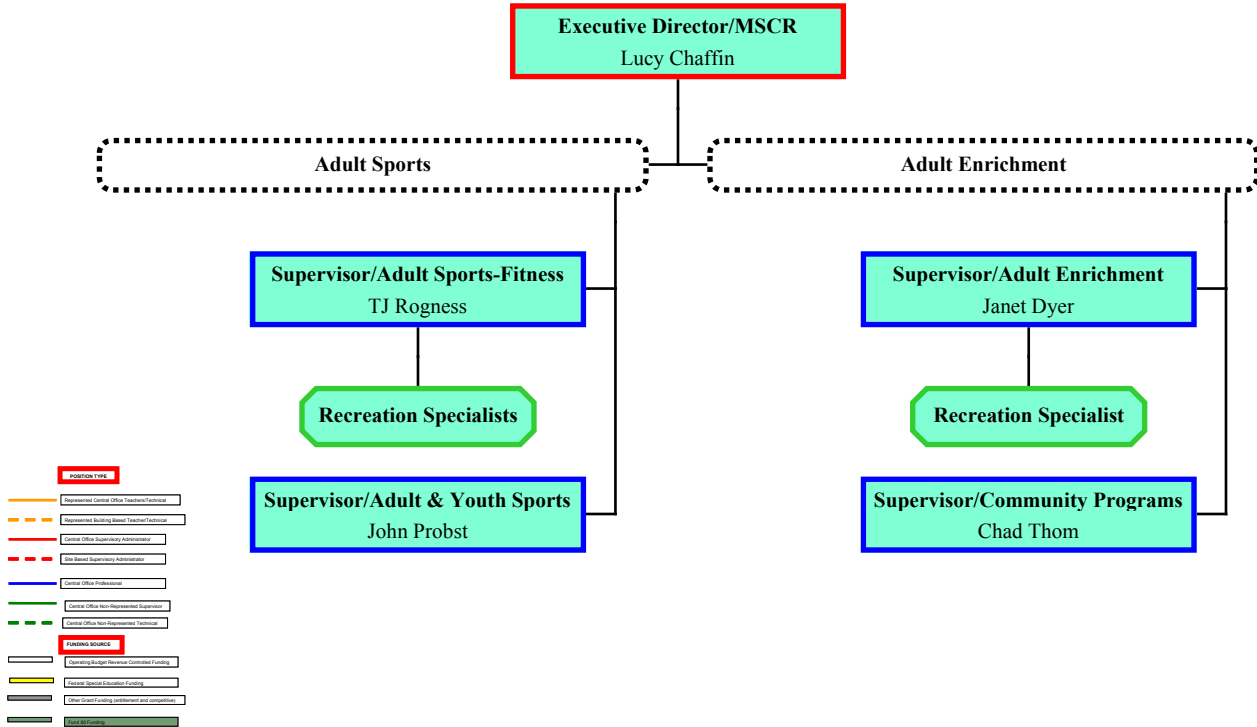 Executive Director/MSCR
Lucy Chaffin
Adult Sports
Adult Enrichment
Supervisor/Adult Sports-Fitness
TJ Rogness
Supervisor/Adult Enrichment
Janet Dyer
Recreation Specialists
Recreation Specialist
Supervisor/Adult & Youth Sports
John Probst
Supervisor/Community Programs
Chad Thom
POSITION TYPE
Represented Central Office Teachers/Technical
Represented Building Based Teacher/Technical
Central Office Supervisory Administrator
Site Based Supervisory Administrator
Central Office Professional
Central Office Non-Represented Supervisor
Central Office Non-Represented Technical
FUNDING SOURCE
Operating Budget Revenue Controlled Funding
Federal Special Education Funding
Other Grant Funding (entitlement and competitive)
Fund 80 Funding